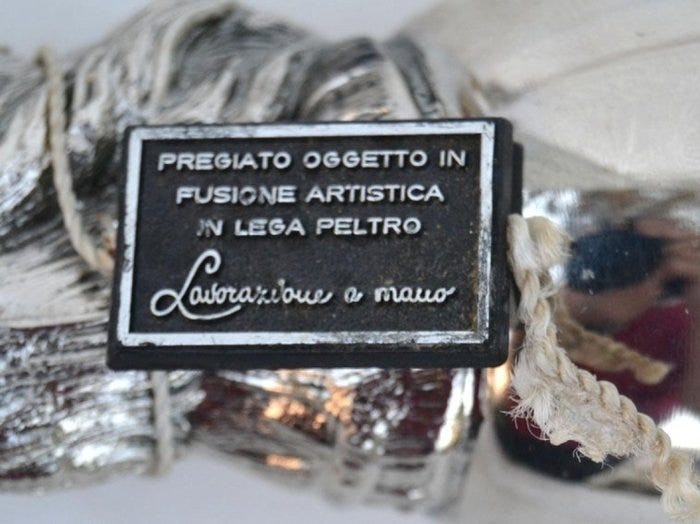 PREGIATO OGGETTO IN
FUSIONE ARTISTICA
IN LEGA PELTRO
Lavorazione a mano